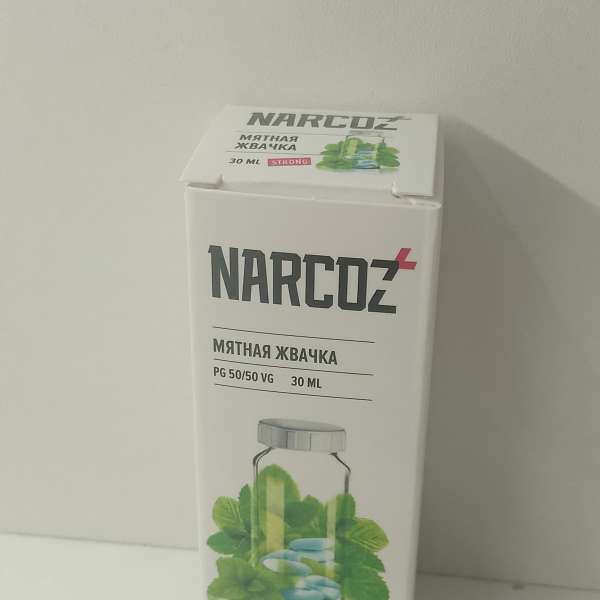 NARCOZ
МЯТНАЯ
ЖВАЧКА
30 ML STRONG
NARCOZ
МЯТНАЯ ЖВАЧКА
PG 50/50 VG 30 ML